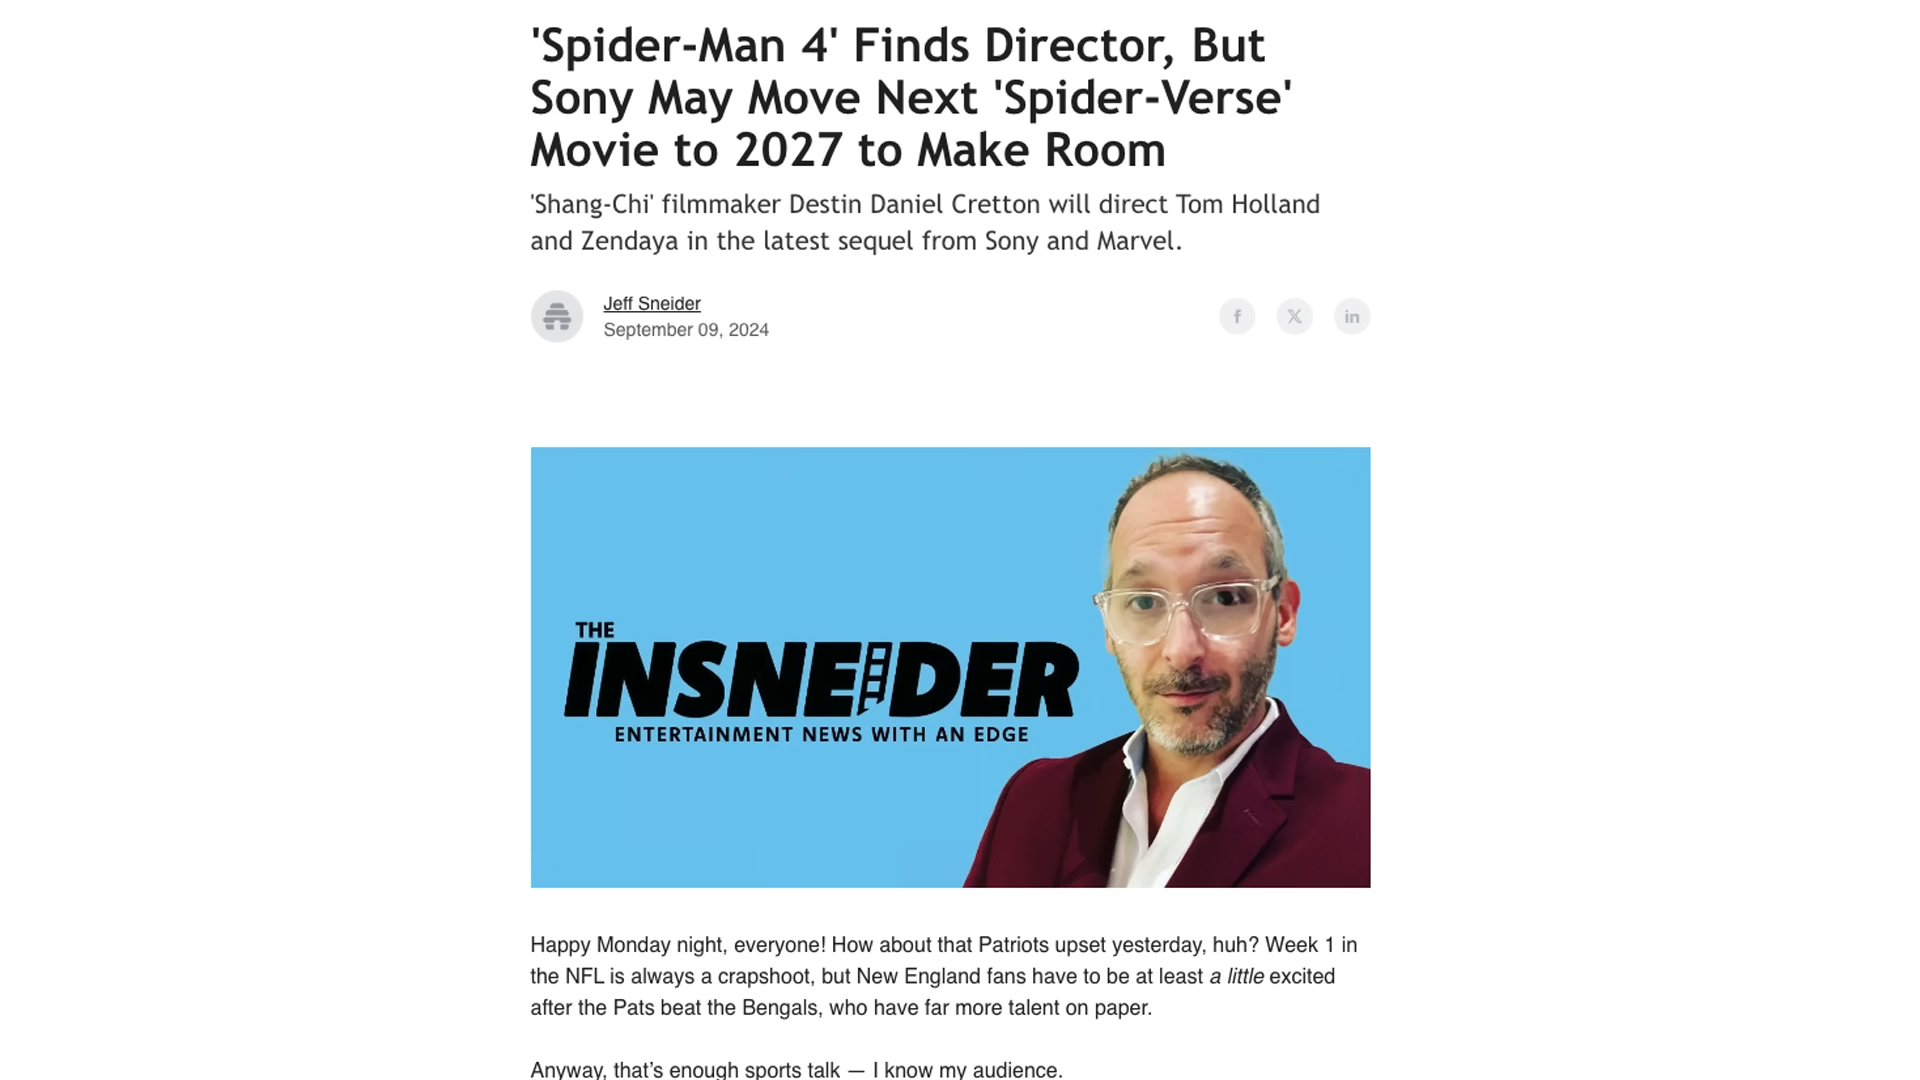 'Spider-Man 4' Finds Director, But
Sony May Move Next 'Spider-Verse'
Movie to 2027 to Make Room
'Shang-Chi' filmmaker Destin Daniel Cretton will direct Tom Holland
and Zendaya in the latest sequel from Sony and Marvel.
Jeff Sneider
September 09, 2024
f X in
THE
INSNEIDER
ENTERTAINMENT NEWS WITH AN EDGE
Happy Monday night, everyone! How about that Patriots upset yesterday, huh? Week 1 in
the NFL is always a crapshoot, but New England fans have to be at least a little excited
after the Pats beat the Bengals, who have far more talent on paper.
Anyway, that’s enough sports talk — I know my audience.